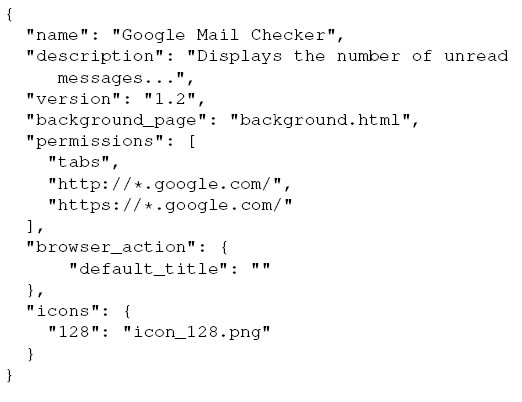 {
  "name": "Google Mail Checker",
  "description": "Displays the number of unread
     messages...",
  "version": "1.2",
  "background_page": "background.html",
  "permissions": [
    "tabs",
    "http://*.google.com/",
    "https://*.google.com/"
  ],
  "browser_action": {
      "default_title": ""
  },
  "icons": {
    "128": "icon_128.png"
  }
}